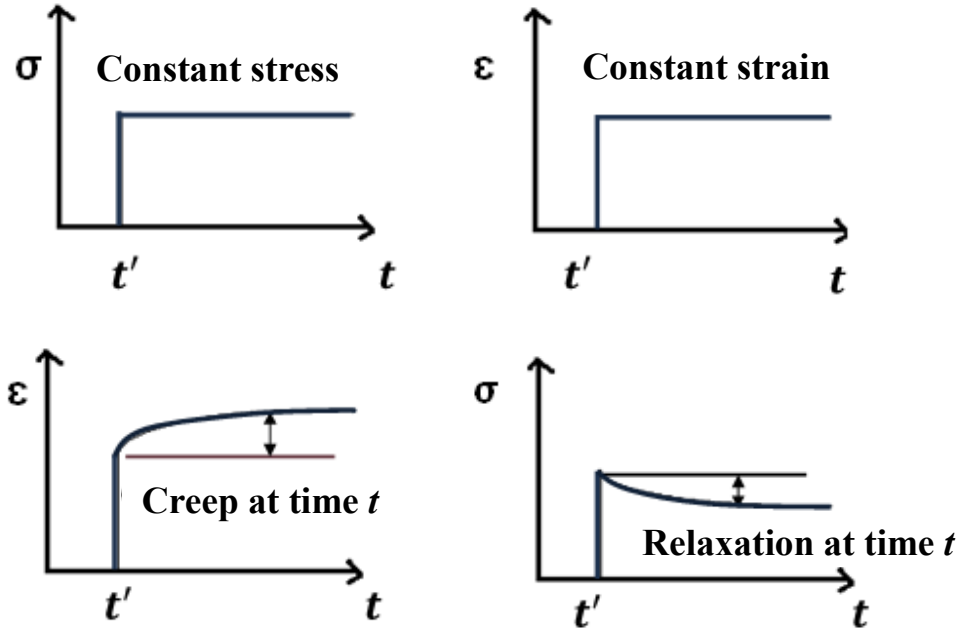 σ
Constant stress
t′
t
ε
Constant strain
t′
t
ε
Creep at time t
t′
t
σ
Relaxation at time t
t′
t